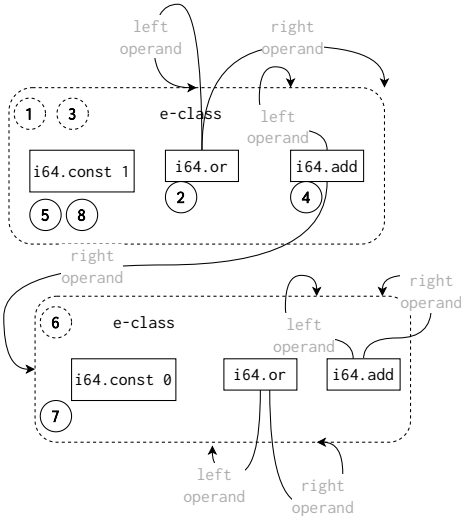 left
operand
right
operand
1
3
e-class
left
operand
i64.const 1
i64.or
i64.add
5
8
2
4
right
operand
6
e-class
left
operand
right
operand
i64.const 0
i64.or
i64.add
7
left
operand
right
operand